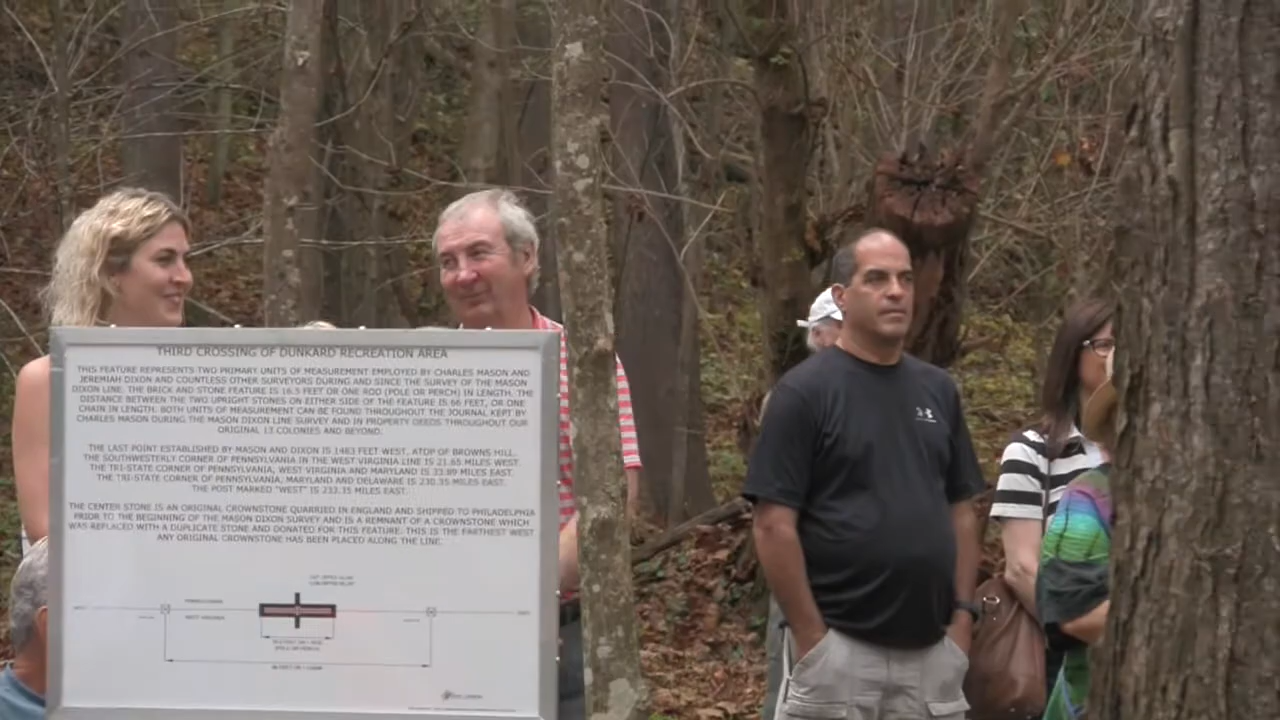 THIRD CROSSING OF DUNKARD RECREATION AREA
THIS FEATURE REPRESENTS TWO PRIMARY UNITS OF MEASUREMENT EMPLOYED BY CHARLES MASON AND
JEREMIAH DIXON AND COUNTLESS OTHER SURVEYORS DURING AND SINCE THE SURVEY OF THE MASON
DIXON LINE. THE BRICK AND STONE FEATURE IS 16.5 FEET OR ONE ROD (POLE OR PERCH) IN LENGTH. THE
DISTANCE BETWEEN THE TWO UPRIGHT STONES ON EITHER SIDE OF THE FEATURE IS 66 FEET, OR ONE
CHAIN IN LENGTH. BOTH UNITS OF MEASUREMENT CAN BE FOUND THROUGHOUT THE JOURNAL KEPT BY
CHARLES MASON DURING THE MASON DIXON LINE SURVEY AND IN PROPERTY DEEDS THROUGHOUT OUR
ORIGINAL 13 COLONIES AND BEYOND.
THE LAST POINT ESTABLISHED BY MASON AND DIXON IS 1483 FEET WEST, ATOP OF BROWNS HILL.
THE SOUTHWESTERLY CORNER OF PENNSYLVANIA IN THE WEST VIRGINIA LINE IS 21.65 MILES WEST.
THE TRI-STATE CORNER OF PENNSYLVANIA, WEST VIRGINIA AND MARYLAND IS 33.89 MILES EAST.
THE TRI-STATE CORNER OF PENNSYLVANIA, MARYLAND AND DELAWARE IS 230.35 MILES EAST.
THE POST MARKED "WEST" IS 233.15 MILES EAST.
THE CENTER STONE IS AN ORIGINAL CROWNSTONE QUARRIED IN ENGLAND AND SHIPPED TO PHILADELPHIA
PRIOR TO THE BEGINNING OF THE MASON DIXON SURVEY AND IS A REMNANT OF A CROWNSTONE WHICH
WAS REPLACED WITH A DUPLICATE STONE AND DONATED FOR THIS FEATURE. THIS IS THE FARTHEST WEST
ANY ORIGINAL CROWNSTONE HAS BEEN PLACED ALONG THE LINE.
PENNSYLVANIA
WEST VIRGINIA